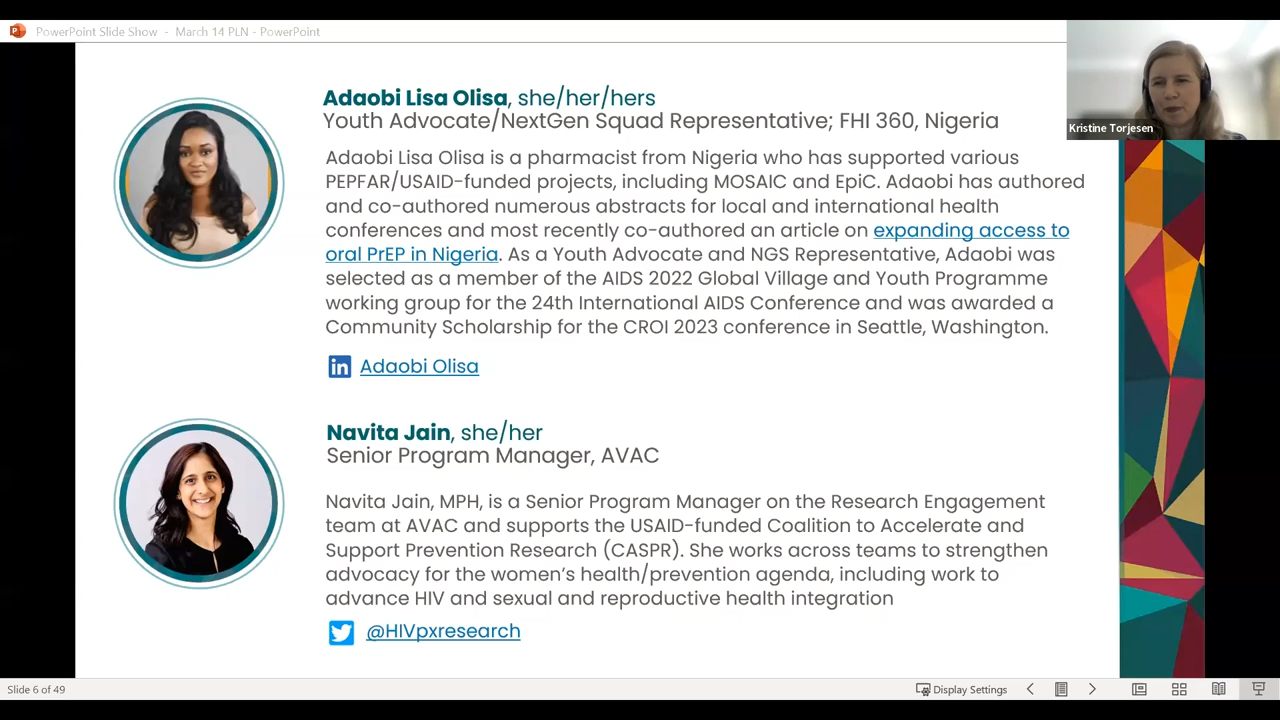 PowerPoint Slide Show - March 14 PLN - PowerPoint
Kristine Torjesen
Adaobi Lisa Olisa, she/her/hers
Youth Advocate/NextGen Squad Representative; FHI 360, Nigeria
Adaobi Lisa Olisa is a pharmacist from Nigeria who has supported various
PEPFAR/USAID-funded projects, including MOSAIC and EpiC. Adaobi has authored
and co-authored numerous abstracts for local and international health
conferences and most recently co-authored an article on expanding access to
oral PrEP in Nigeria. As a Youth Advocate and NGS Representative, Adaobi was
selected as a member of the AIDS 2022 Global Village and Youth Programme
working group for the 24th International AIDS Conference and was awarded a
Community Scholarship for the CROI 2023 conference in Seattle, Washington.
in Adaobi Olisa
Navita Jain, she/her
Senior Program Manager, AVAC
Navita Jain, MPH, is a Senior Program Manager on the Research Engagement
team at AVAC and supports the USAID-funded Coalition to Accelerate and
Support Prevention Research (CASPR). She works across teams to strengthen
advocacy for the women's health/prevention agenda, including work to
advance HIV and sexual and reproductive health integration
@HIVpxresearch
Slide 6 of 49
Display Settings